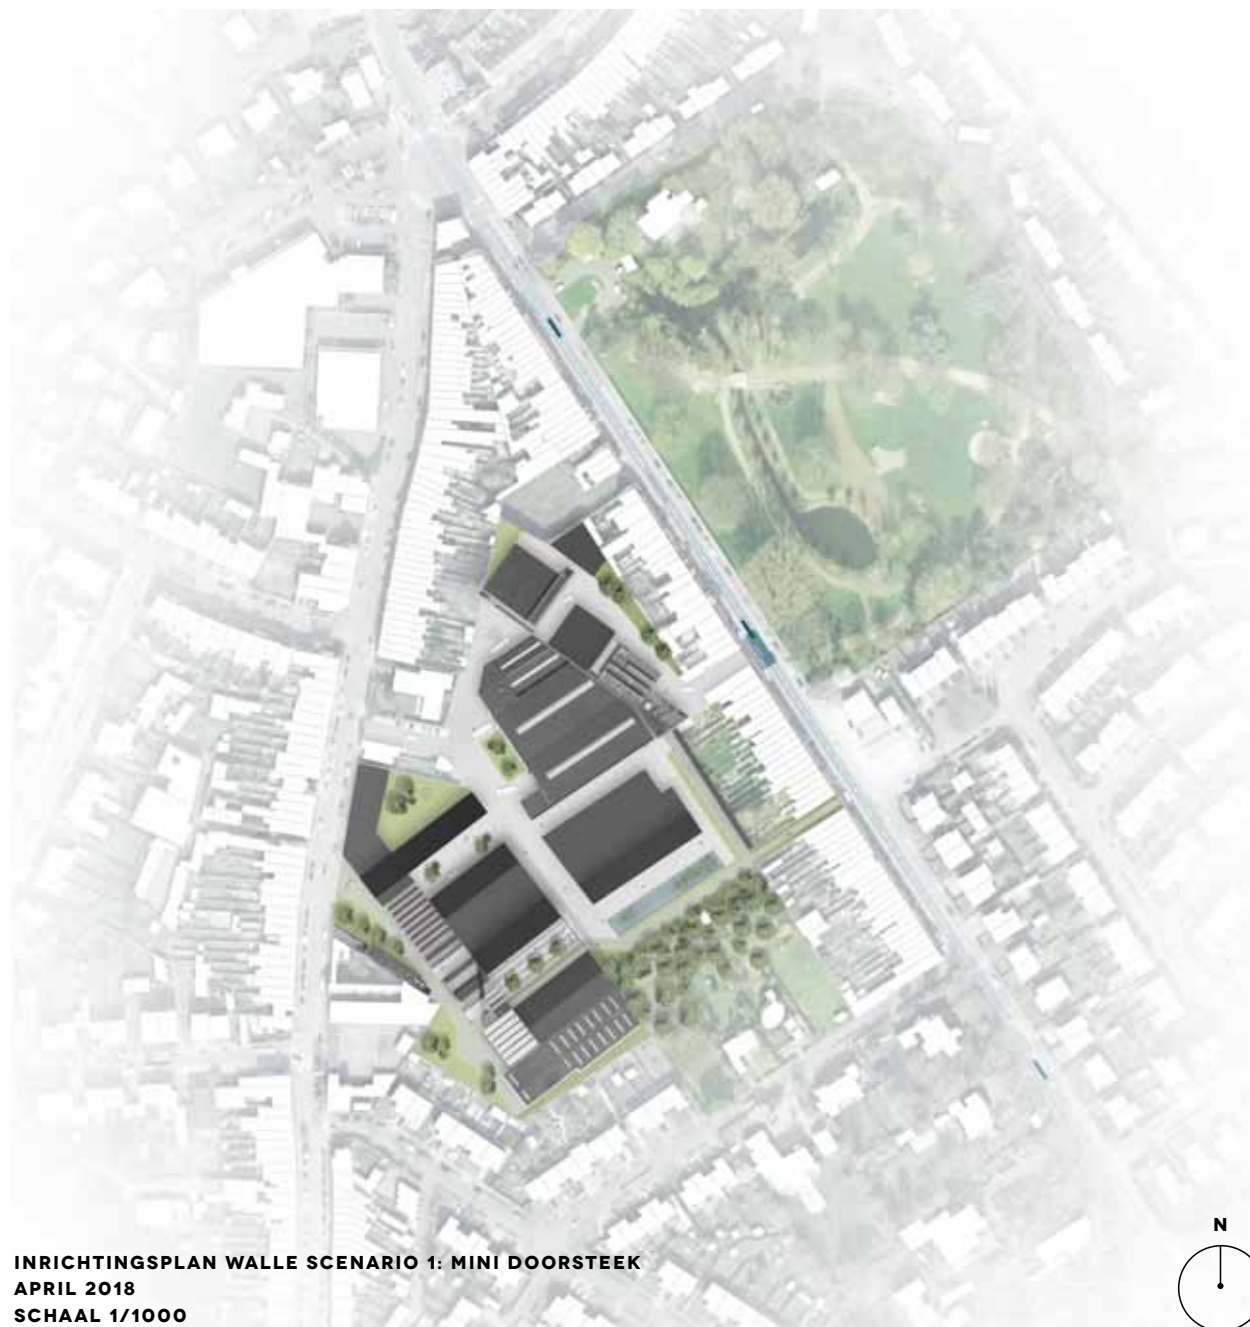 N
INRICHTINGSPLAN WALLE SCENARIO 1: MINI DOORSTEEK
APRIL 2018
SCHAAL 1/1000